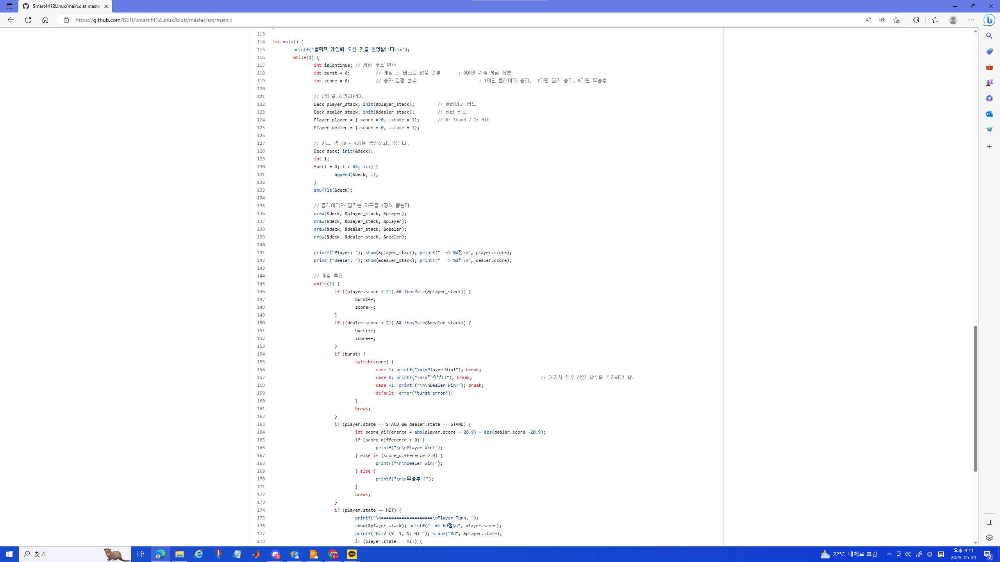 Smart4412Linux/main.c at maste
https://github.com/B31l/Smart4412Linux/blob/master/src/main.c
113
114 int main() {
115 printf("블랙잭 게임에 오신 것을 환영합니다!\n");
116 while(1) {
117 int isContinue; // 게임 루프 변수
118 int burst = 0; // 게임 내 버스트 발생 여부 : 0이면 계속 게임 진행
119 int score = 0; // 승자 결정 변수 : 1이면 플레이어 승리, -1이면 딜러 승리, 0이면 무승부
120
121 // 상태를 초기화한다.
122 Deck player_stack; init(&player_stack); // 플레이어 카드
123 Deck dealer_stack; init(&dealer_stack); // 딜러 카드
124 Player player = {.score = 0, .state = 1}; // 0: Stand / 1: Hit
125 Player dealer = {.score = 0, .state = 1};
126
127 // 카드 덱 (0 ~ 43)을 생성하고, 섞는다.
128 Deck deck; init(&deck);
129 int i;
130 for(i = 0; i < 44; i++) {
131 append(&deck, i);
132 }
133 shuffle(&deck);
134
135 // 플레이어와 딜러는 카드를 2장씩 뽑는다.
136 draw(&deck, &player_stack, &player);
137 draw(&deck, &player_stack, &player);
138 draw(&deck, &dealer_stack, &dealer);
139 draw(&deck, &dealer_stack, &dealer);
140
141 printf("Player: "); show(&player_stack); printf("  => %d점\n", player.score);
142 printf("Dealer: "); show(&dealer_stack); printf("  => %d점\n", dealer.score);
143
144 // 게임 루프
145 while(1) {
146 if ((player.score > 21) && !hasPair(&player_stack)) {
147 burst++;
148 score--;
149 }
150 if ((dealer.score > 21) && !hasPair(&dealer_stack)) {
151 burst++;
152 score++;
153 }
154 if (burst) {
155 switch(score) {
156 case 1: printf("\n\nPlayer Win!"); break;
157 case 0: printf("\n\n무승부!!"); break; // 여기서 점수 산정 함수를 추가해야 함.
158 case -1: printf("\n\nDealer Win!"); break;
159 default: error("burst error");
160 }
161 break;
162 }
163 if (player.state == STAND && dealer.state == STAND) {
164 int score_difference = abs(player.score - 20.9) - abs(dealer.score -20.9);
165 if (score_difference < 0) {
166 printf("\n\nPlayer Win!");
167 } else if (score_difference > 0) {
168 printf("\n\nDealer Win!");
169 } else {
170 printf("\n\n무승부!!");
171 }
172 break;
173 }
174 if (player.state == HIT) {
175 printf("\n====================\nPlayer Turn, ");
176 show(&player_stack); printf("  => %d점\n", player.score);
177 printf("Hit? (Y: 1, N: 0) "); scanf("%d", &player.state);
178 if (player.state == HIT) {
찾기
22°C 대체로 흐림
한
오후 9:11
2023-05-31
2